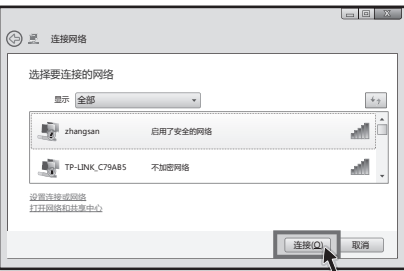 连接网络
选择要连接的网络
显示 全部
zhangsan 启用了安全的网络
TP-LINK_C79AB5 不加密网络
设置连接或网络
打开网络和共享中心
连接(O) 取消